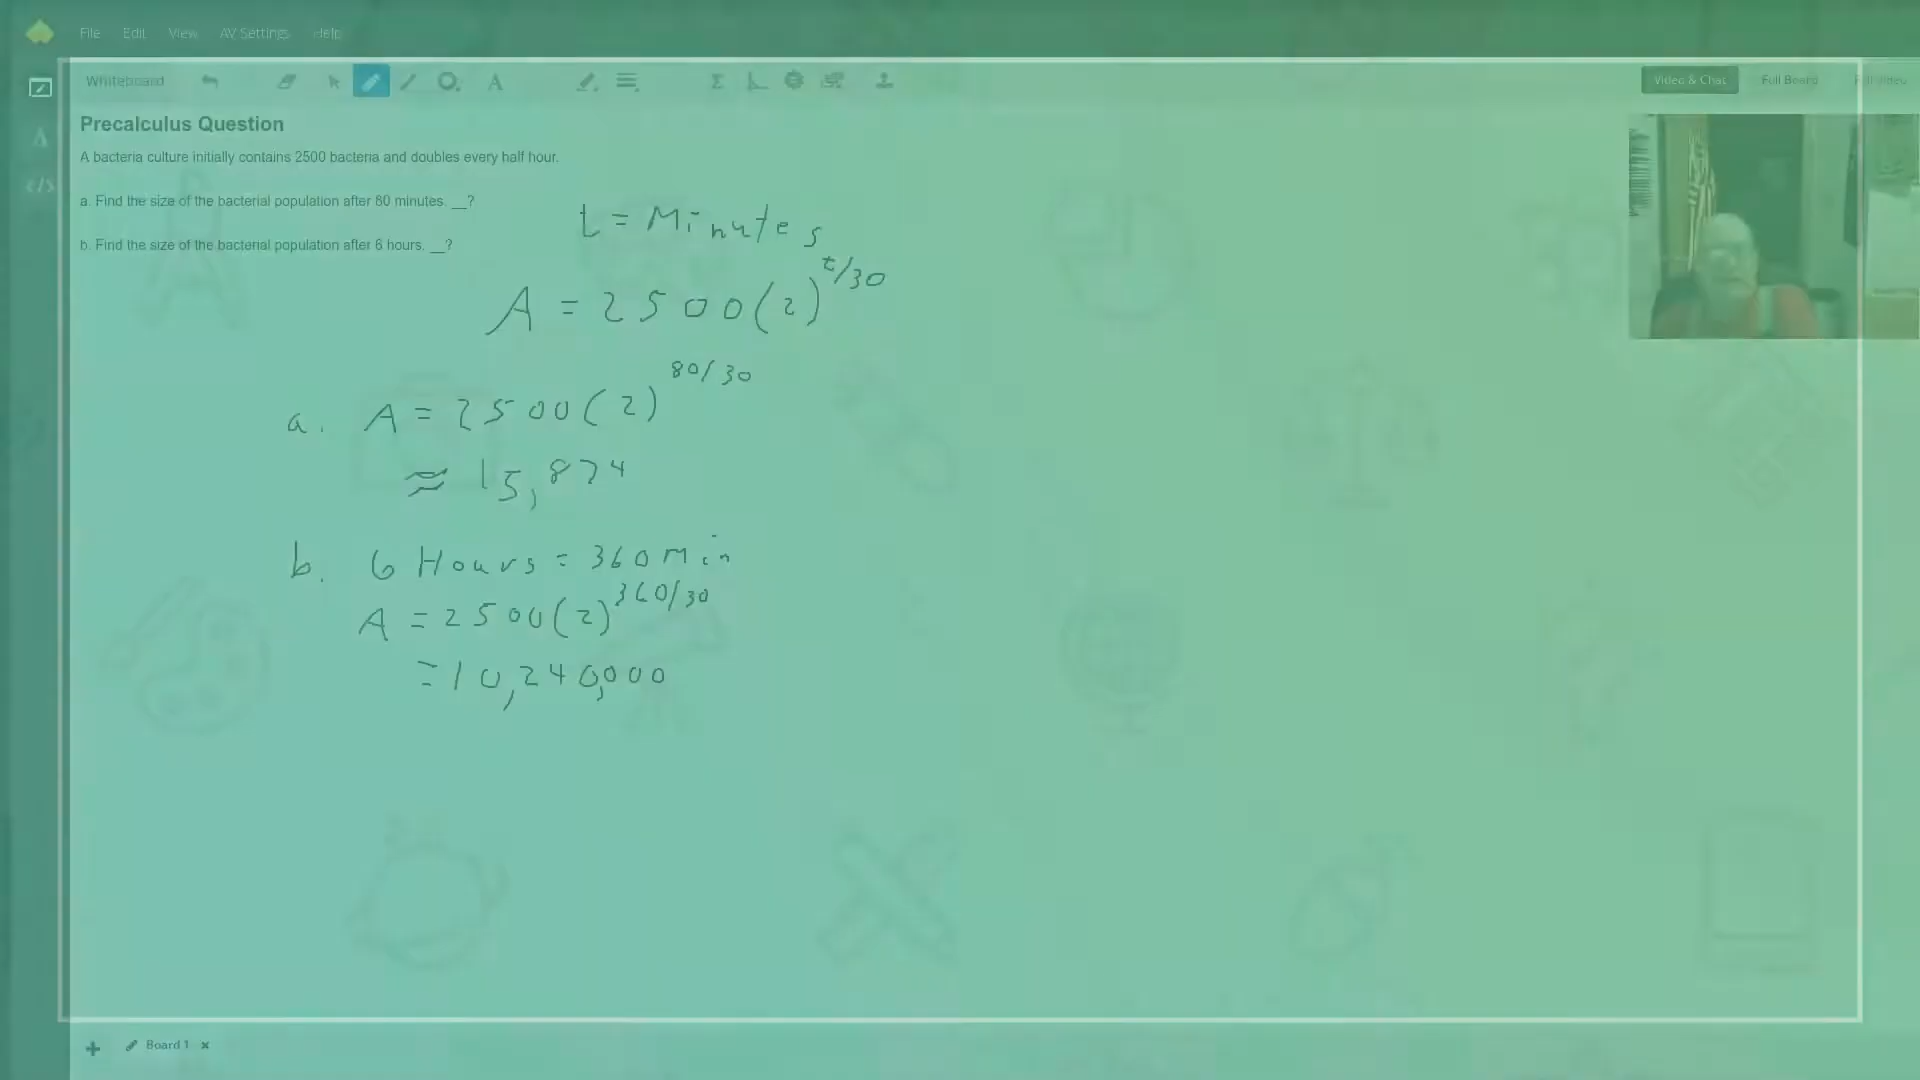 File Edit View AV Settings Help
Whiteboard A Video & Chat Full Board Full Video
Precalculus Question
A bacteria culture initially contains 2500 bacteria and doubles every half hour.
a. Find the size of the bacterial population after 80 minutes. __?
b. Find the size of the bacterial population after 6 hours. __?
t = Minutes
A = 2500(2)^t/30
a. A = 2500(2)^80/30
≈ 15,874
b. 6 Hours = 360 Min
A = 2500(2)^360/30
= 10,240,000
Board 1